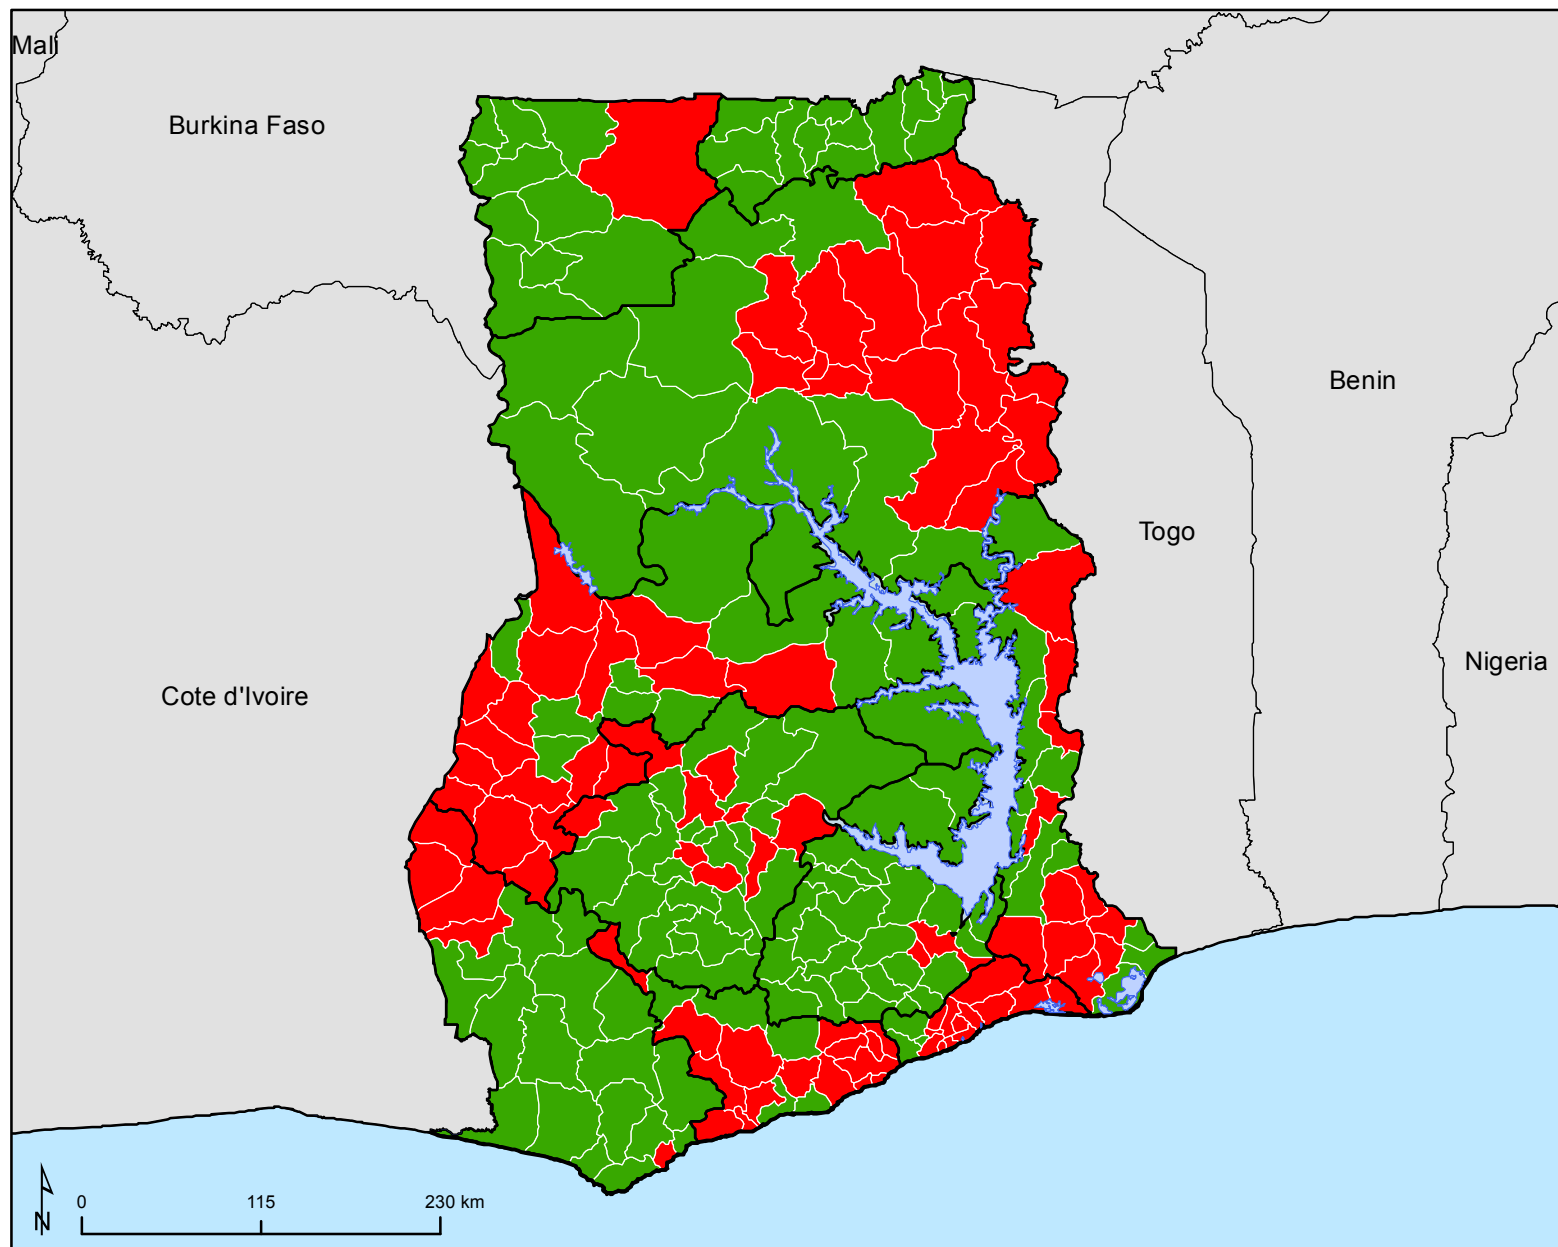 Mali
Burkina Faso
Benin
Togo
Nigeria
Cote d'Ivoire
N
0 115 230 km